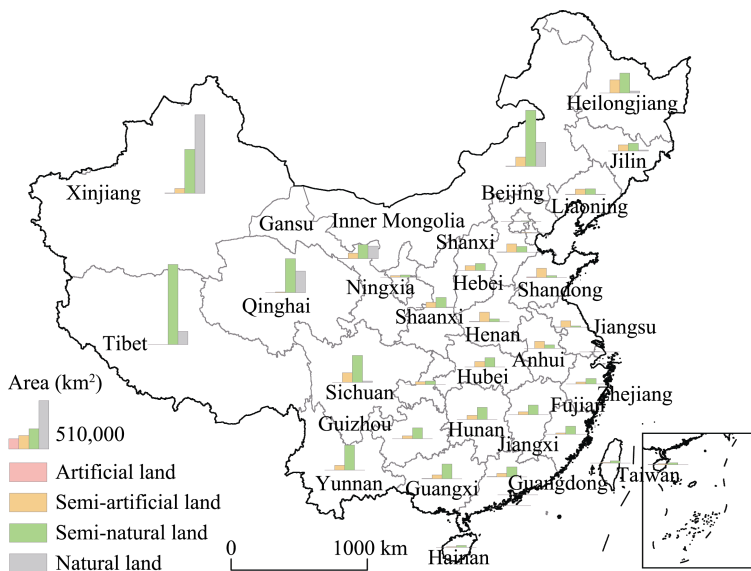 Heilongjiang
Jilin
Xinjiang
Beijing
Liaoning
Gansu
Inner Mongolia
Shanxi
Ningxia
Hebei
Shandong
Qinghai
Shaanxi
Henan
Jiangsu
Tibet
Anhui
Hubei
Sichuan
Zhejiang
Fujian
Guizhou
Hunan
Jiangxi
Yunnan
Guangxi
Guangdong
Taiwan
Hainan
Area (km²)
510,000
Artificial land
Semi-artificial land
Semi-natural land
Natural land
0 1000 km